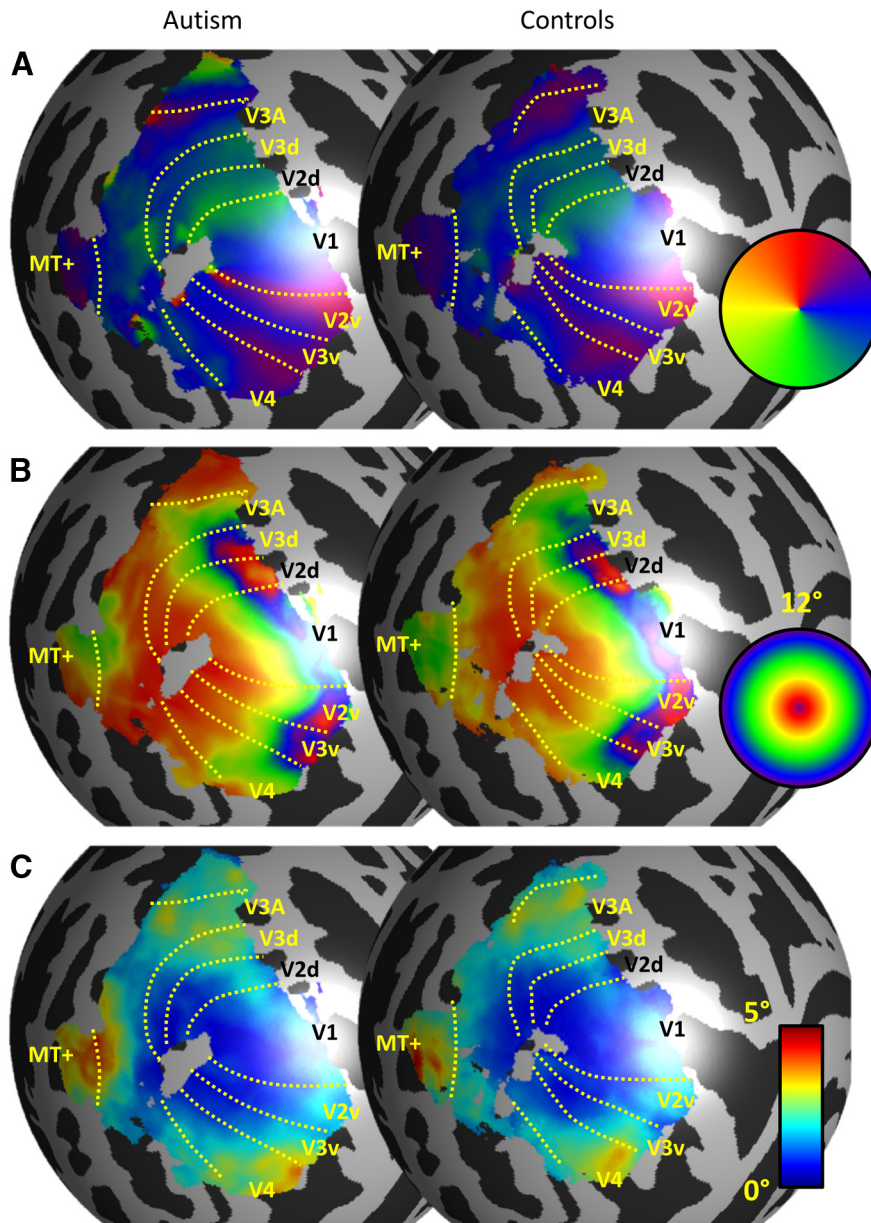 Autism Controls
A
V3A V3A
V3d V3d
V2d V2d
V1 V1
MT+ MT+
V2v V2v
V3v V3v
V4 V4
B
V3A V3A
V3d V3d
V2d V2d
12°
V1 V1
MT+ MT+
V2v V2v
V3v V3v
V4 V4
C
V3A V3A
V3d V3d
V2d V2d
5°
V1 V1
MT+ MT+
V2v V2v
V3v V3v
V4 V4
0°